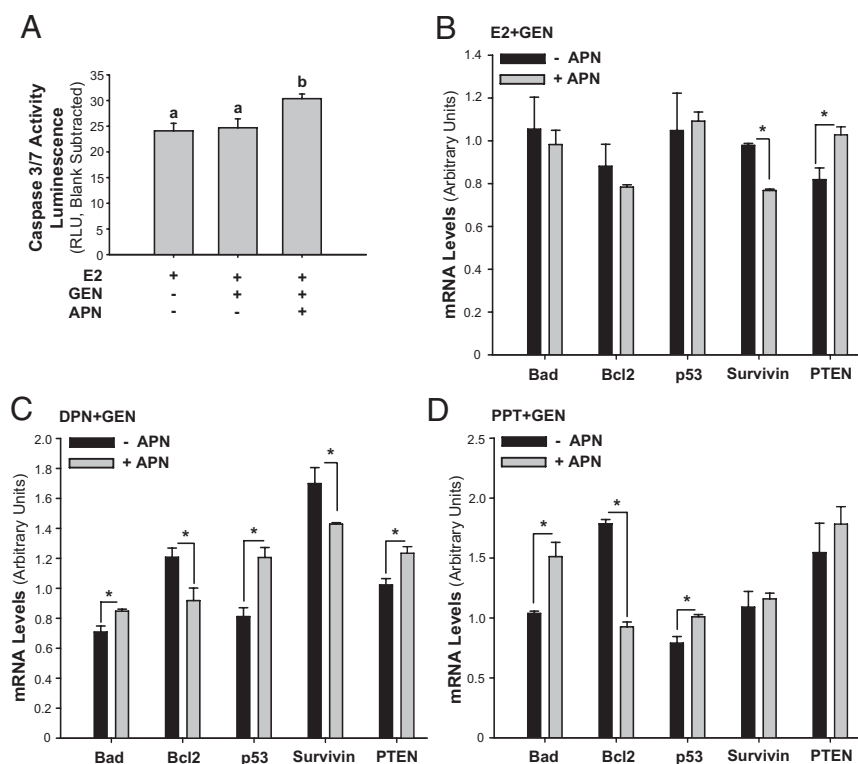 A
Caspase 3/7 Activity
Luminescence
(RLU, Blank Subtracted)
35
30
25
20
15
10
5
0
a
a
b
E2 + + +
GEN - + +
APN - - +
B
E2+GEN
- APN
+ APN
mRNA Levels (Arbitrary Units)
1.4
1.2
1.0
0.8
0.6
0.4
0.2
0
*
*
Bad Bcl2 p53 Survivin PTEN
C
DPN+GEN
- APN
+ APN
mRNA Levels (Arbitrary Units)
2.0
1.8
1.6
1.4
1.2
1.0
0.8
0.6
0.4
0.2
0
*
*
*
*
*
Bad Bcl2 p53 Survivin PTEN
D
PPT+GEN
- APN
+ APN
mRNA Levels (Arbitrary Units)
2.5
2.0
1.5
1.0
0.5
0
*
*
*
Bad Bcl2 p53 Survivin PTEN